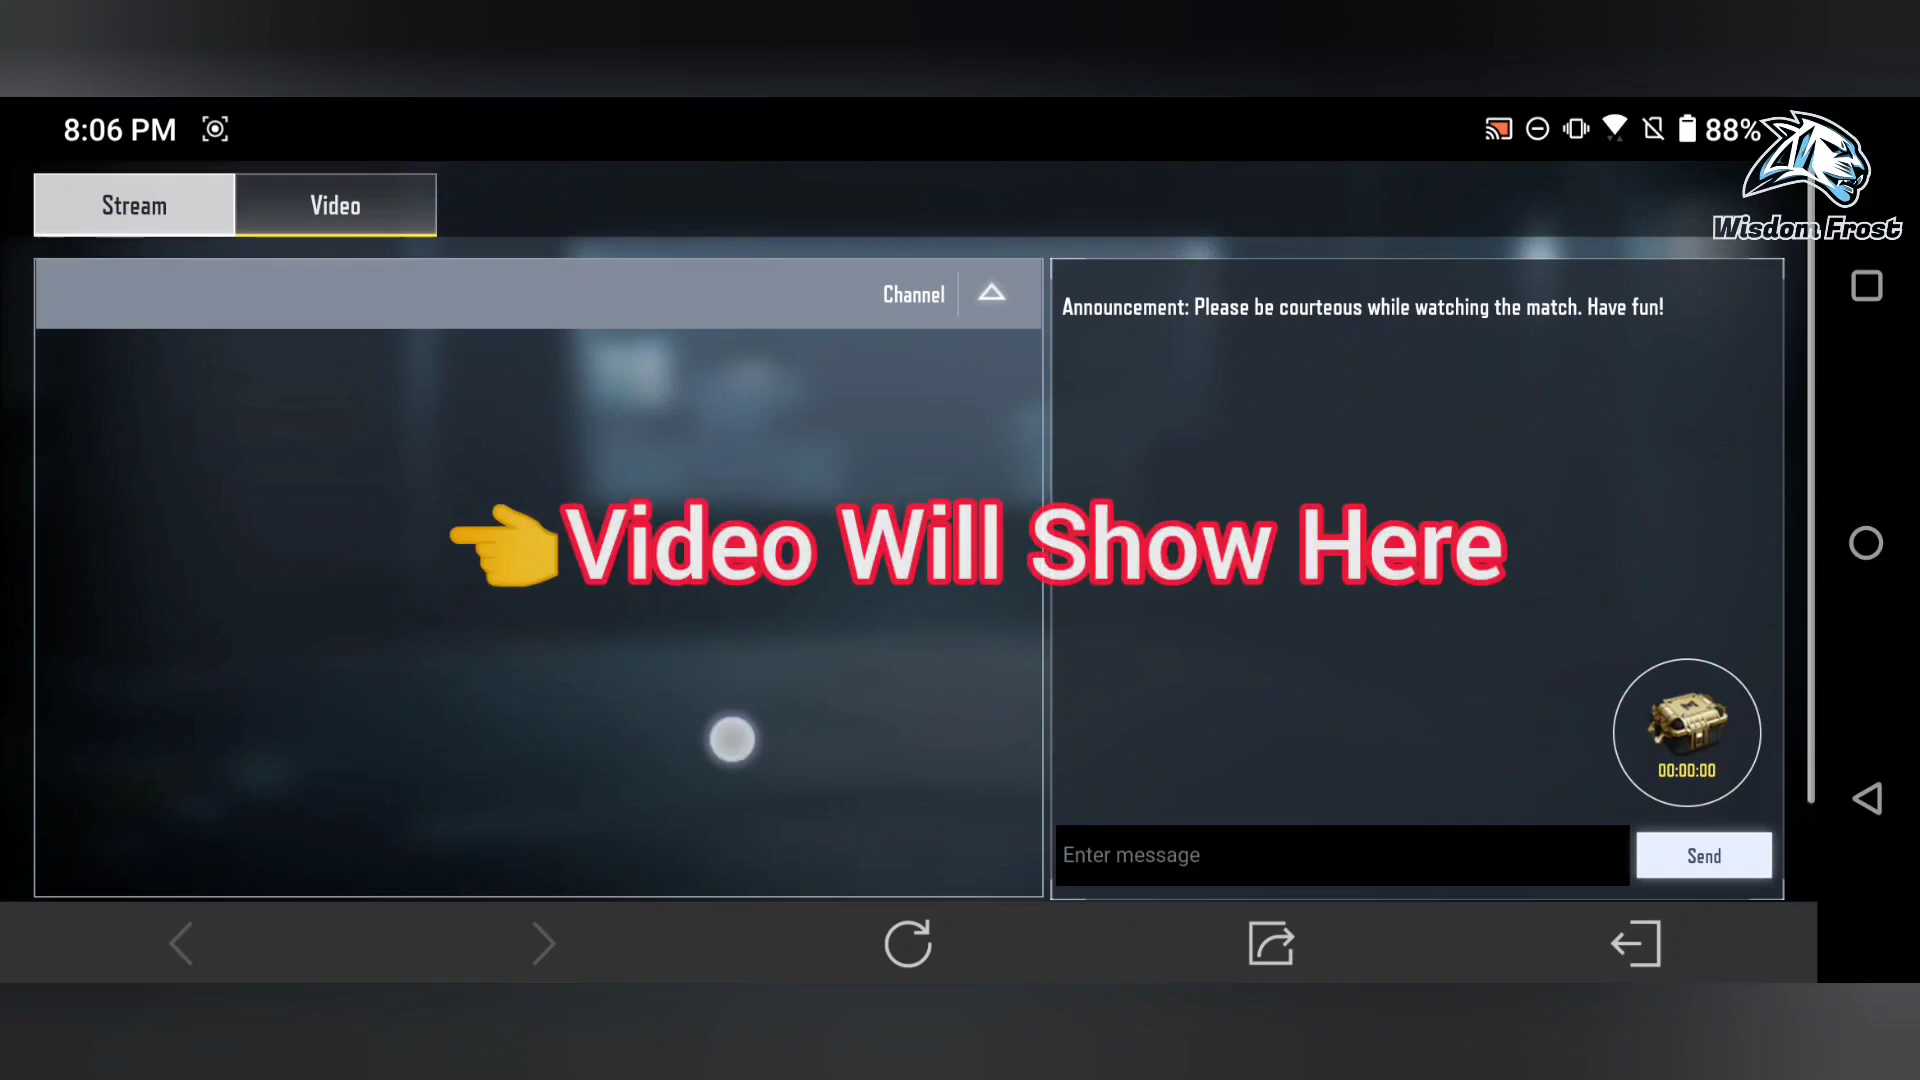 8:06 PM
88%
Wisdom Frost
Stream
Video
Channel
Announcement: Please be courteous while watching the match. Have fun!
👈Video Will Show Here
00:00:00
Enter message
Send